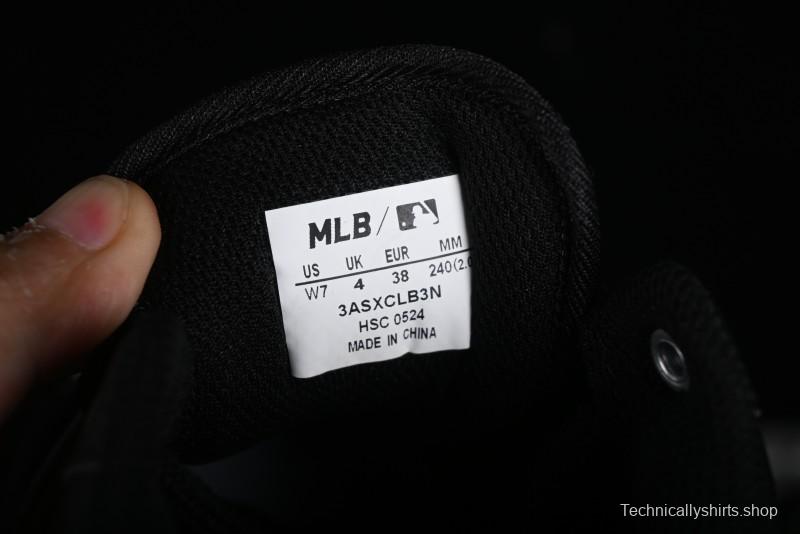 MLB
US UK EUR MM
W7 4 38 240(2.0
3ASXCLB3N
HSC 0524
MADE IN CHINA
Technicallyshirts.shop